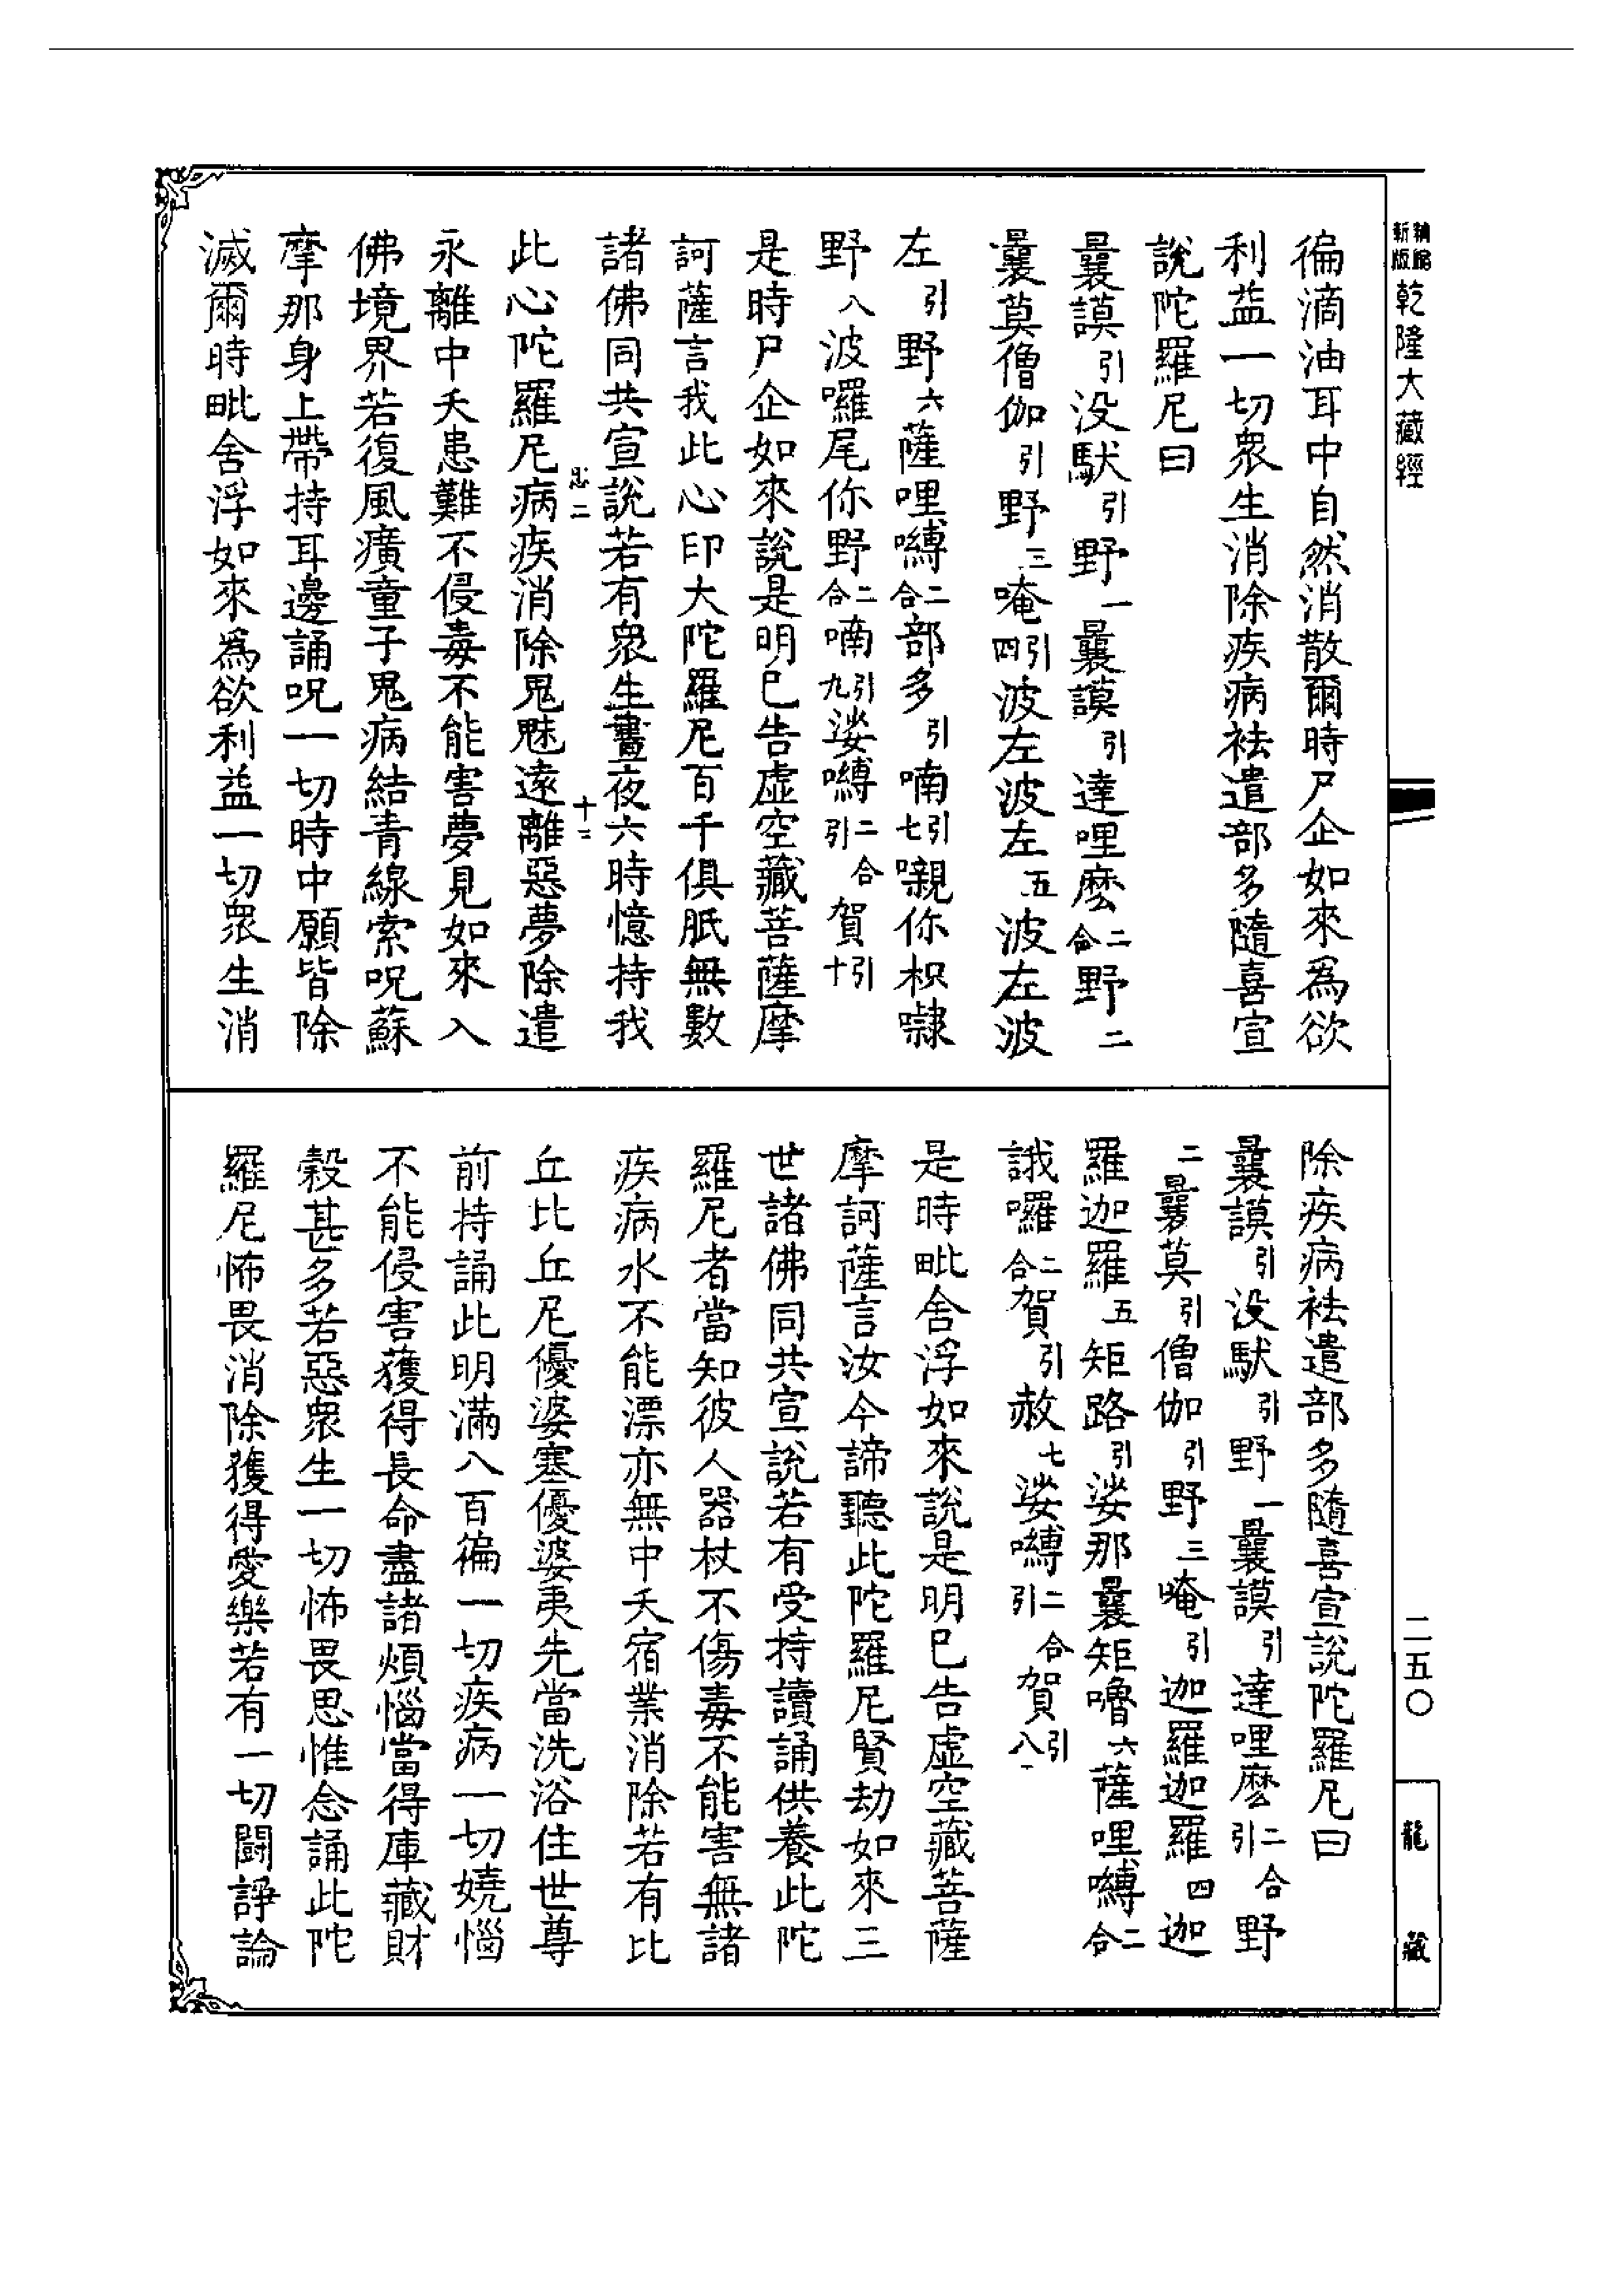 新版
乾隆大藏經
徧滴油耳中自然消散爾時尸企如來爲欲
利益一切衆生消除疾病袪遣部多隨喜宣
說陀羅尼曰
曩謨引没馱引野一曩謨引達哩麼二合野二
曩莫僧伽引野三唵引四波左波左五波左波
左引野六薩哩嚩二合部多引喃引七嚫你枳㘑
野八波囉尾你野二合喃引九娑嚩二合引賀引十
是時尸企如來說是明已告虚空藏菩薩摩
訶薩言我此心印大陀羅尼百千俱胝無數
諸佛同共宣說若有衆生晝夜六時憶持我
此心陀羅尼病疾消除鬼魅遠離惡夢除遣
永離中夭患難不侵毒不能害夢見如來入
佛境界若復風癀童子鬼病結青線索呪蘇
摩那身上帶持耳邊誦呪一切時中願皆除
滅爾時毗舍浮如來爲欲利益一切衆生消
除疾病袪遣部多隨喜宣說陀羅尼曰
曩謨引没馱引野一曩謨引達哩麼二合引野
二曩莫引僧伽引野三唵引迦羅迦羅四迦
羅迦羅五矩路引娑那曩矩嚕六薩哩嚩二合
誐囉二合賀引赦七娑嚩二合引賀引八
是時毗舍浮如來說是明已告虚空藏菩薩
摩訶薩言汝今諦聽此陀羅尼賢劫如來三
世諸佛同共宣說若有受持讀誦供養此陀
羅尼者當知彼人器杖不傷毒不能害無諸
疾病水不能漂亦無中夭宿業消除若有比
丘比丘尼優婆塞優婆夷先當洗浴住世尊
前持誦此明滿八百徧一切疾病一切嬈惱
不能侵害獲得長命盡諸煩惱當得庫藏財
穀甚多若惡衆生一切怖畏思惟念誦此陀
羅尼怖畏消除獲得愛樂若有一切鬪諍論
二五〇
龍藏